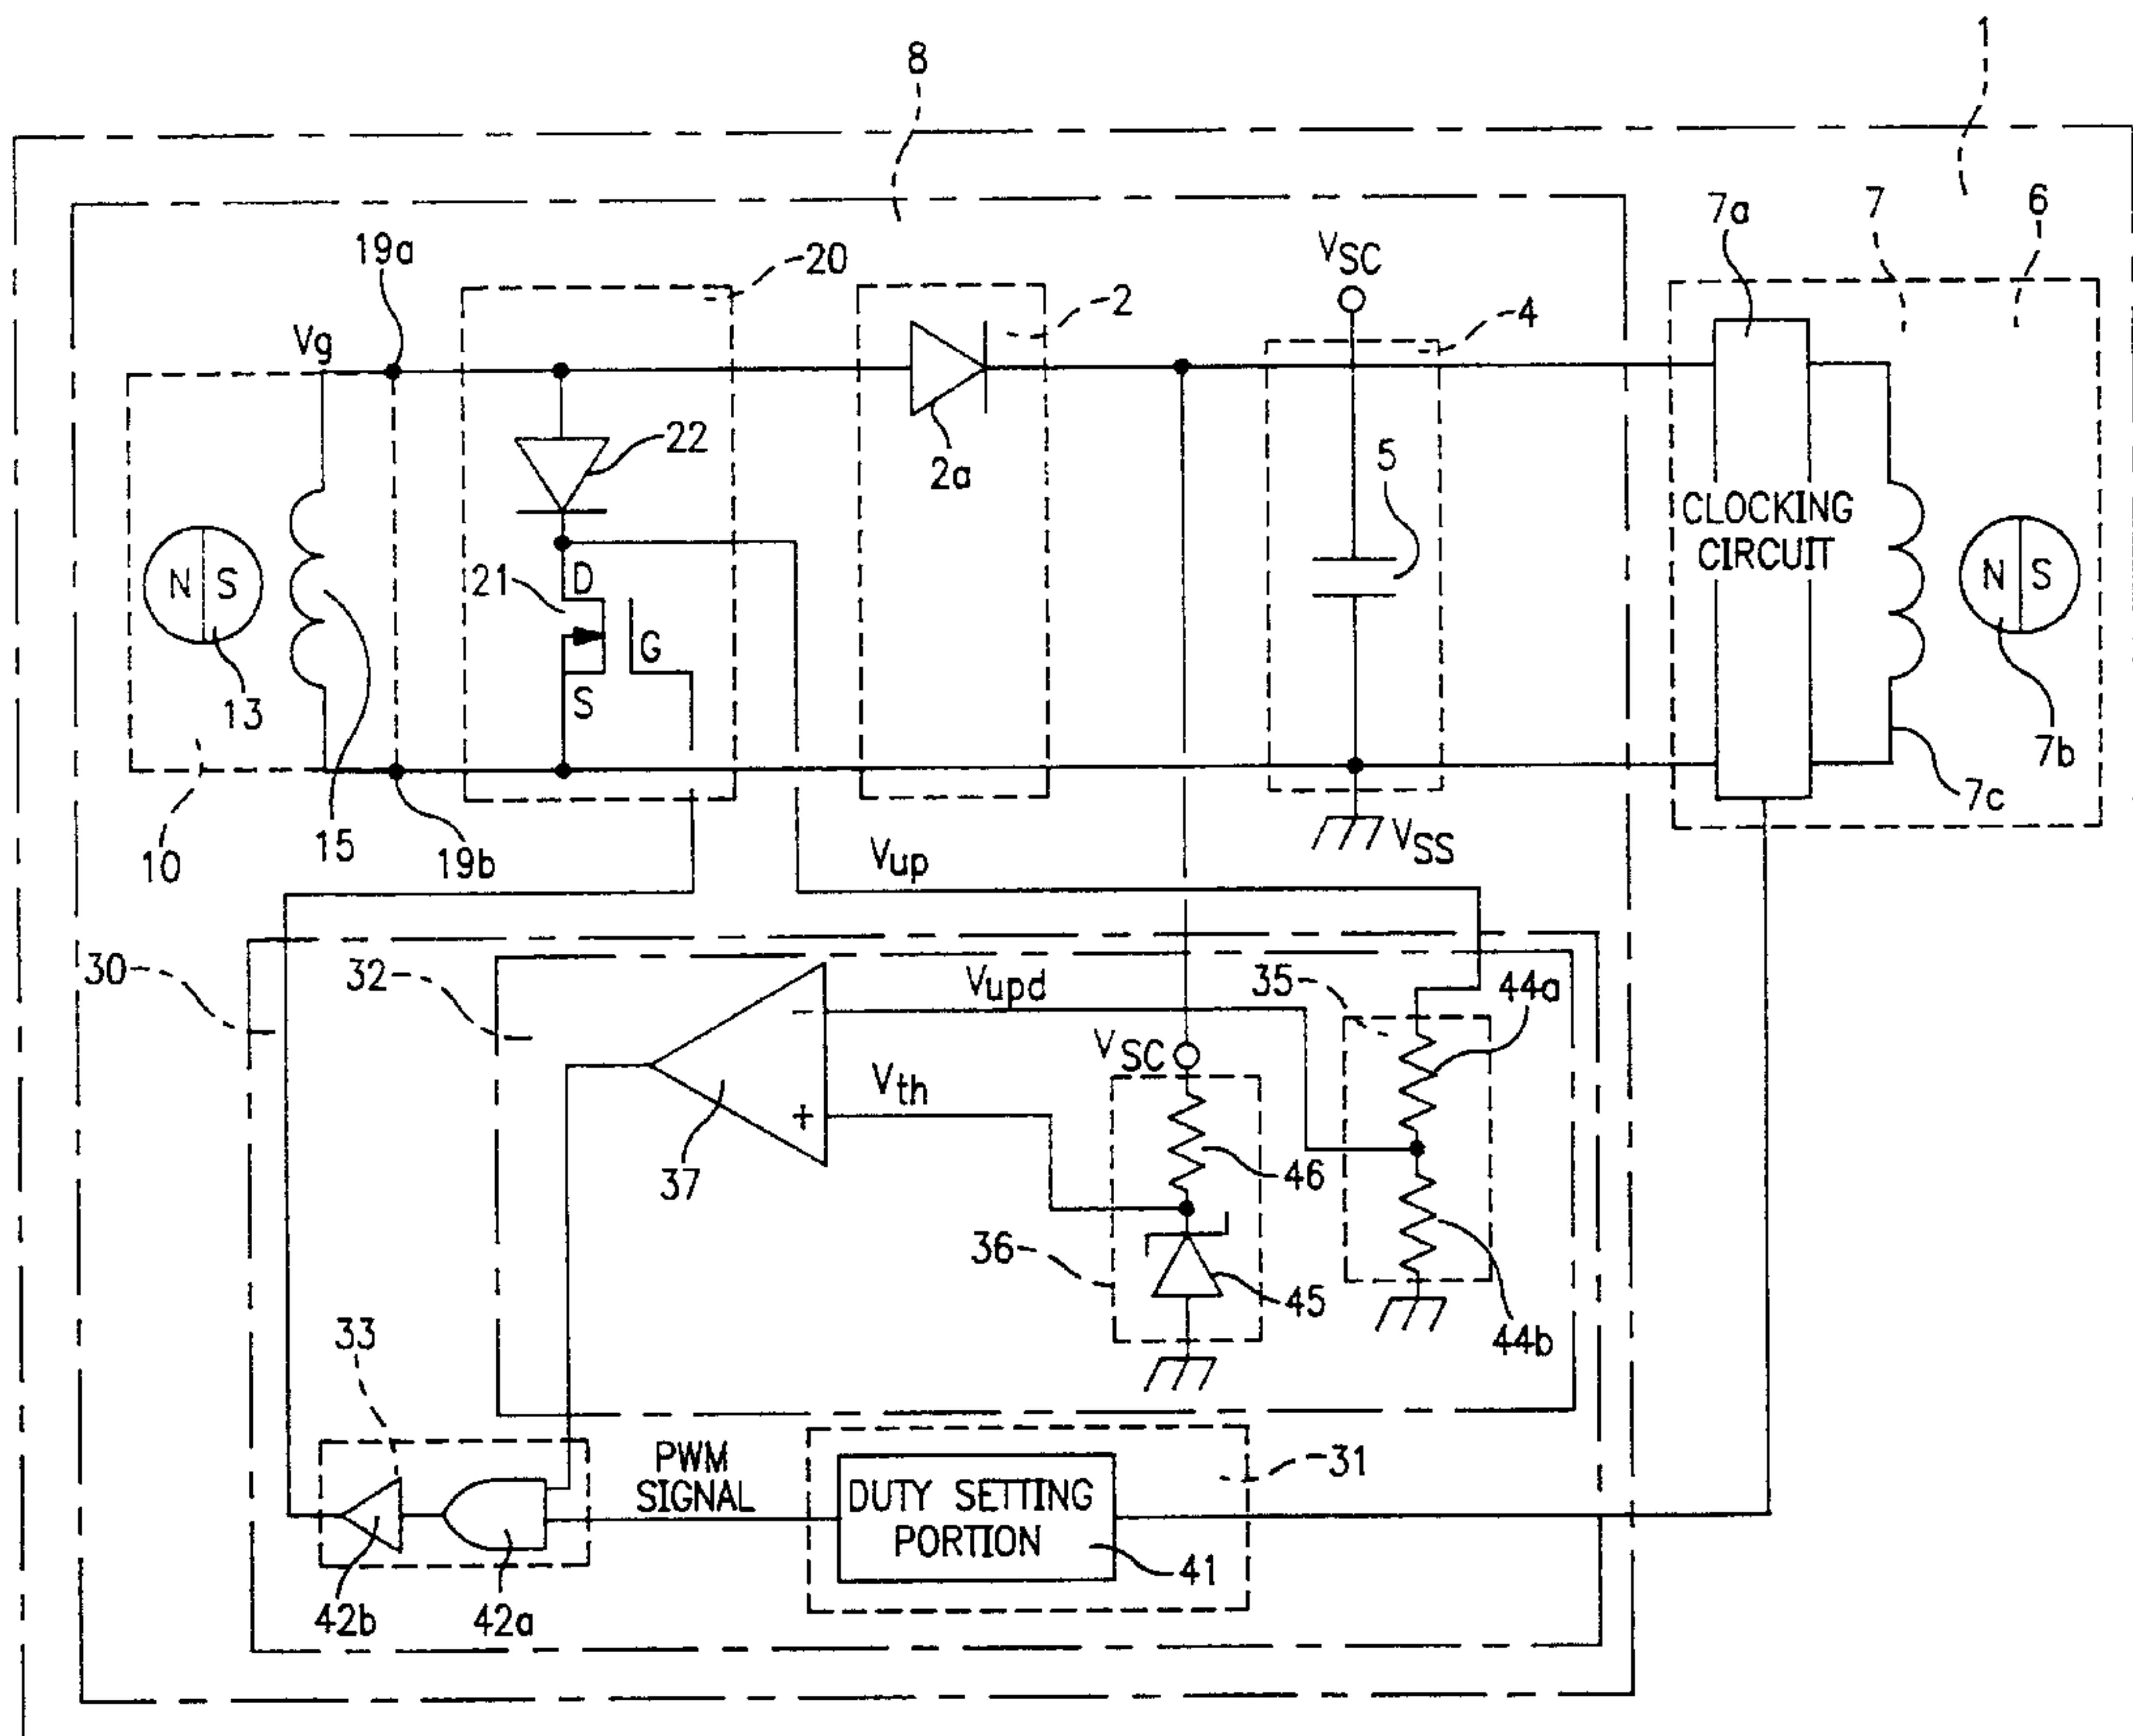 1
8
7a
7
6
19a
20
2
VSC
4
Vg
22
2a
5
CLOCKING
CIRCUIT
N S
21
D
G
S
N S
13
7b
7c
10
15
19b
Vup
VSS
30
32
Vupd
35
44a
VSC
Vth
−
+
37
46
36
45
44b
33
PWM
SIGNAL
DUTY SETTING
PORTION
31
41
42b
42a